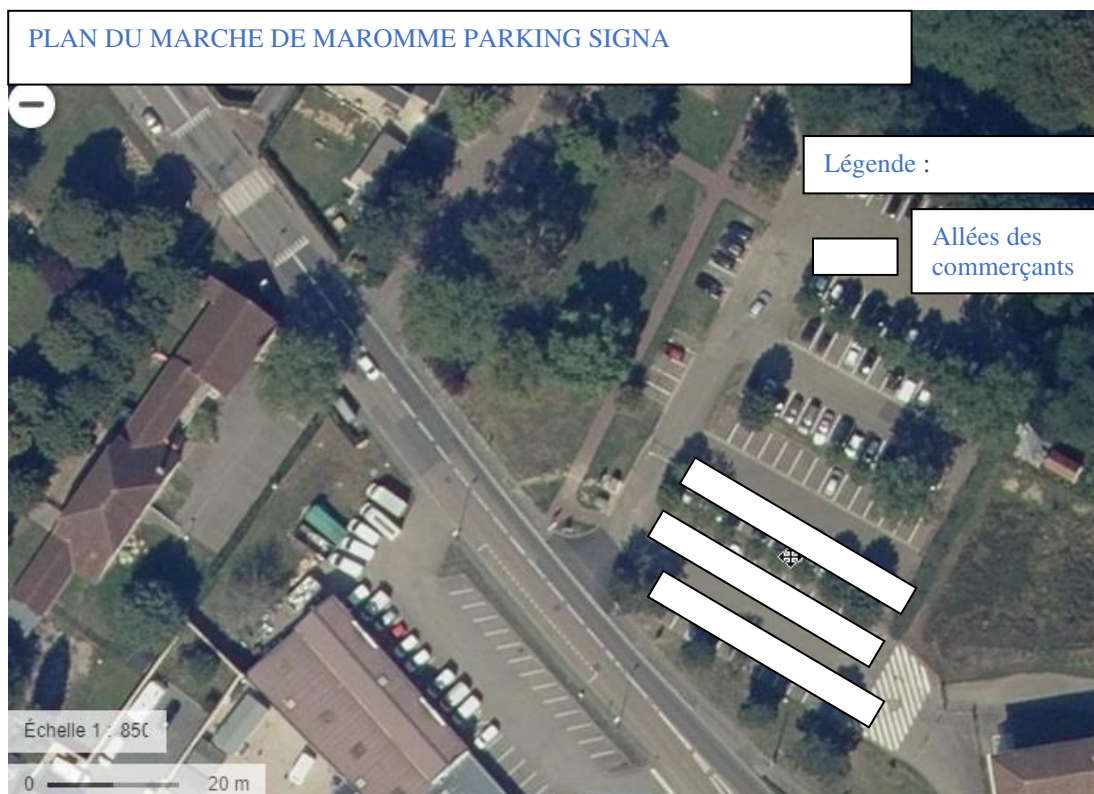 PLAN DU MARCHE DE MAROMME PARKING SIGNA
Légende :
Allées des
commerçants
Échelle 1 : 850
0 20 m